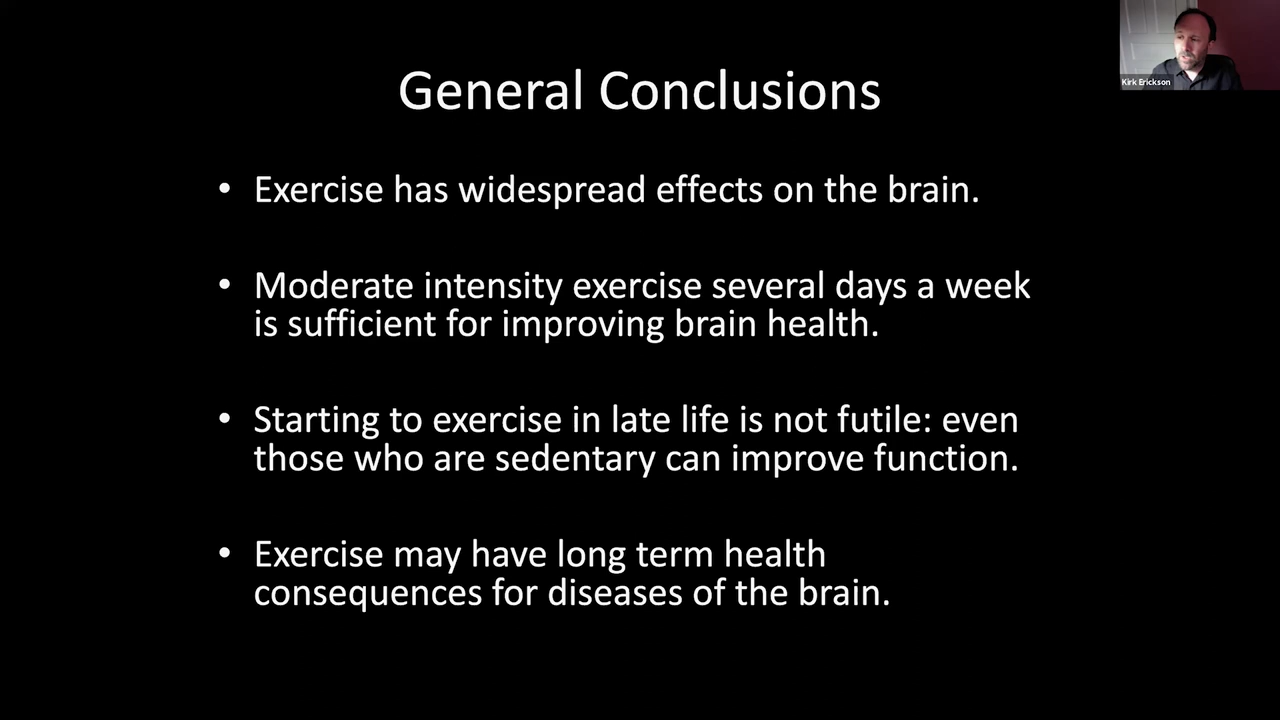 Kirk Erickson
General Conclusions
• Exercise has widespread effects on the brain.
• Moderate intensity exercise several days a week
is sufficient for improving brain health.
• Starting to exercise in late life is not futile: even
those who are sedentary can improve function.
• Exercise may have long term health
consequences for diseases of the brain.